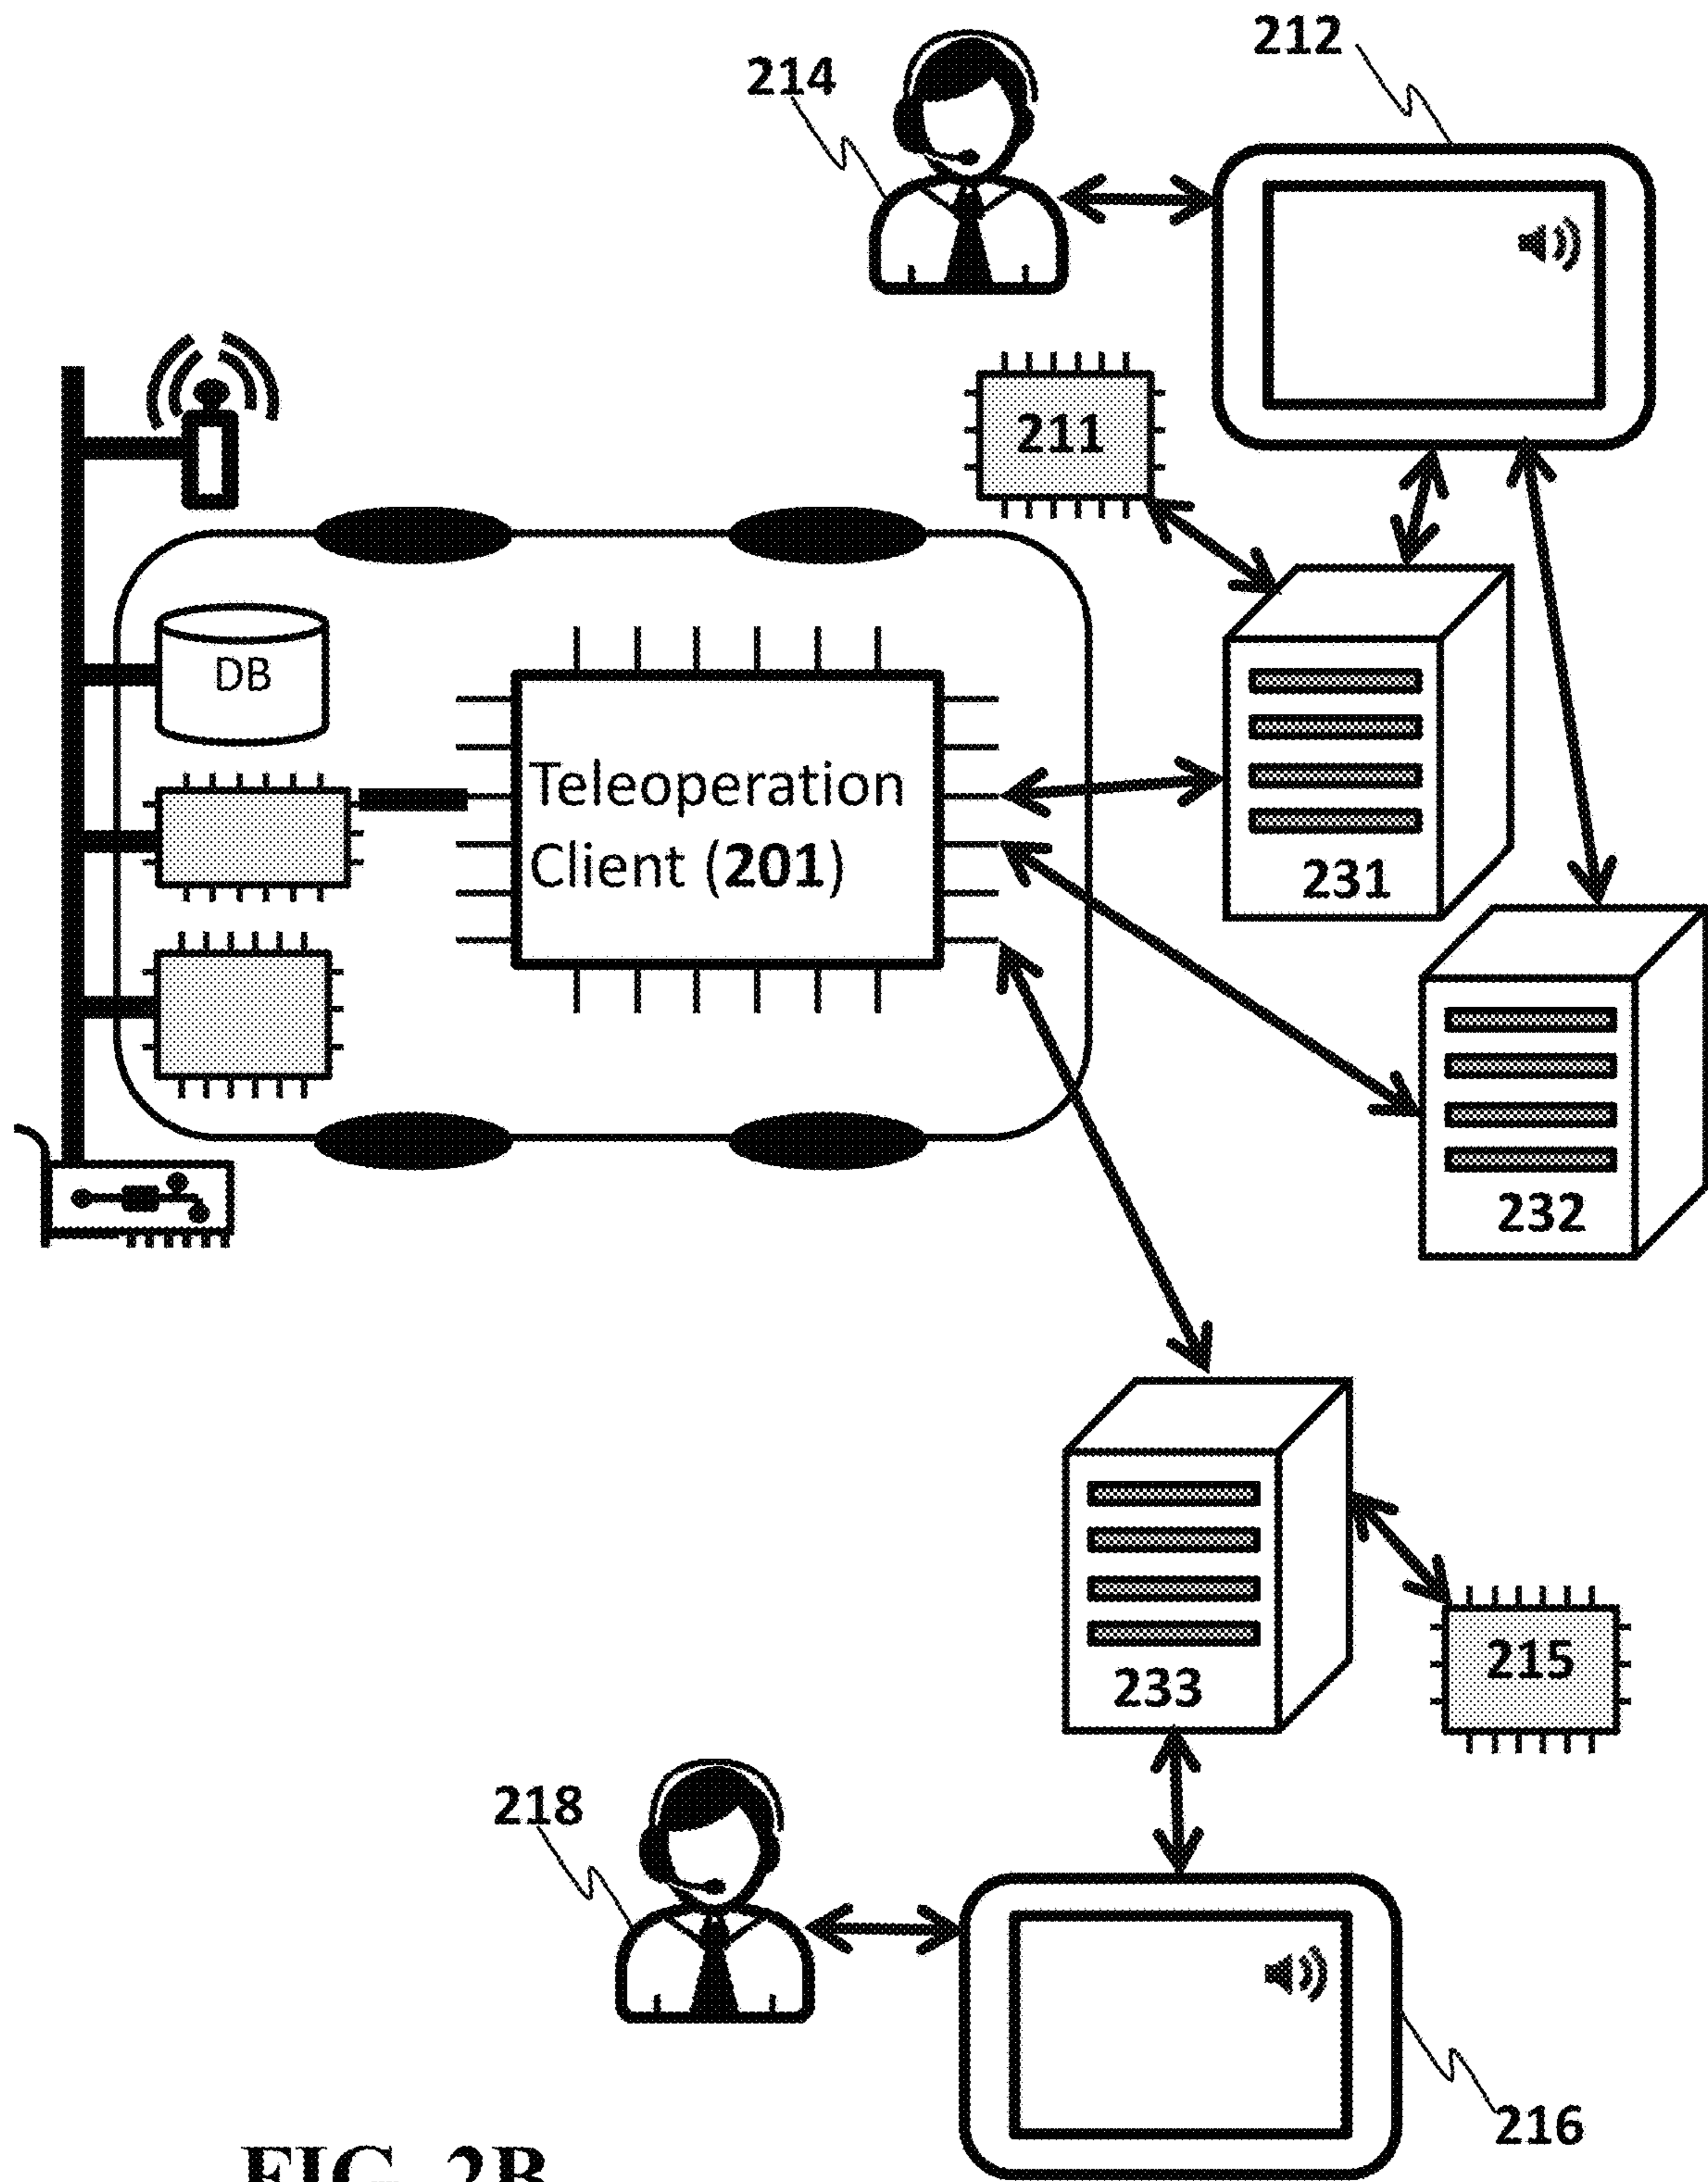 212
214
211
DB
Teleoperation
Client (201)
231
232
233
215
218
216
FIG. 2B